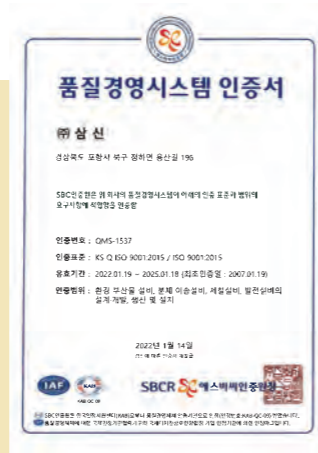 품질경영시스템 인증서
㈜ 삼 신
경상북도 포항시 북구 청하면 용산길 196
SBC인증원은 위 회사의 품질경영시스템이 아래의 인증 표준과 범위의
요구사항에 적합함을 인증함
인증번호 : QMS-1537
인증표준 : KS Q ISO 9001:2015 / ISO 9001:2015
유효기간 : 2022.01.19 ~ 2025.01.18 (최초인증일 : 2007.01.19)
인증범위 : 환경 부산물 설비, 분체 이송설비, 제철설비, 발전설비의
설계·개발, 생산 및 설치
2022년 1월 14일
IAF
KAB
KAB-QC-09
SBCR 에스비씨인증원